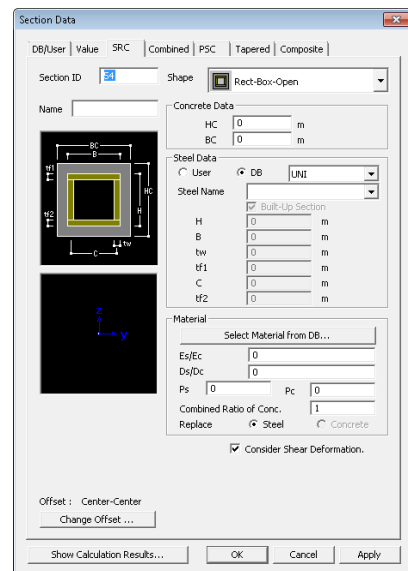 Section Data
DB/User Value SRC Combined PSC Tapered Composite
Section ID 54 Shape Rect-Box-Open
Name
Concrete Data
HC 0 m
BC 0 m
Steel Data
User DB UNI
Steel Name
Built-Up Section
H 0 m
B 0 m
tw 0 m
tf1 0 m
C 0 m
tf2 0 m
BC
B
tf1
HC
H
tf2
tw
C
z
y
Material
Select Material from DB...
Es/Ec 0
Ds/Dc 0
Ps 0 Pc 0
Combined Ratio of Conc. 1
Replace Steel Concrete
Consider Shear Deformation.
Offset : Center-Center
Change Offset ...
Show Calculation Results... OK Cancel Apply